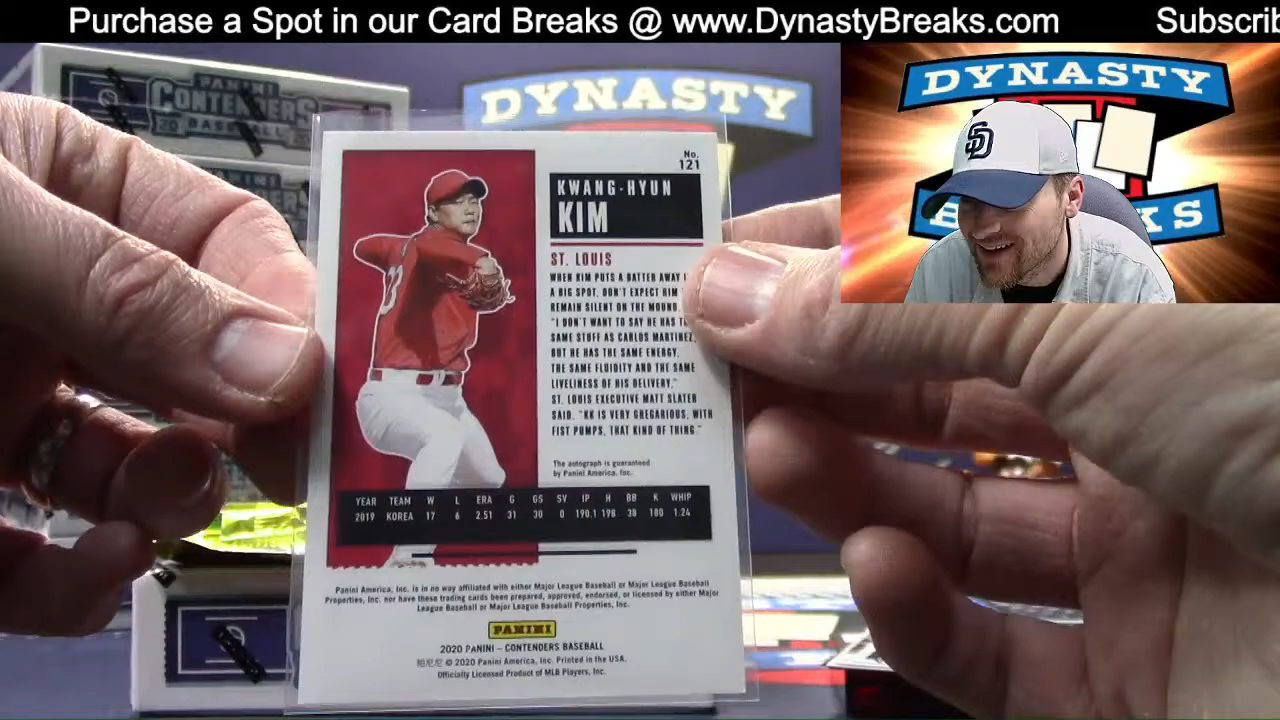 Purchase a Spot in our Card Breaks @ www.DynastyBreaks.com Subscrib
PANINI
CONTENDERS
20 BASEBALL
DYNASTY
DYNASTY
SD
KS
No.
121
KWANG-HYUN
KIM
ST. LOUIS
WHEN KIM PUTS A BATTER AWAY I
A BIG SPOT, DON'T EXPECT HIM
REMAIN SILENT ON THE MOUND.
"I DON'T WANT TO SAY HE HAS T
SAME STUFF AS CARLOS MARTINEZ,
BUT HE HAS THE SAME ENERGY,
THE SAME FLUIDITY AND THE SAME
LIVELINESS OF HIS DELIVERY,"
ST. LOUIS EXECUTIVE MATT SLATER
SAID. "KK IS VERY GREGARIOUS, WITH
FIST PUMPS, THAT KIND OF THING."
The autograph is guaranteed
by Panini America, Inc.
YEAR TEAM W L ERA G GS SV IP H BB K WHIP
2019 KOREA 17 6 2.51 31 30 0 190.1 198 38 180 1.24
Panini America, Inc. is in no way affiliated with either Major League Baseball or Major League Baseball
Properties, Inc. nor have these trading cards been prepared, approved, endorsed, or licensed by either Major
League Baseball or Major League Baseball Properties, Inc.
PANINI
2020 PANINI - CONTENDERS BASEBALL
帕尼尼 © 2020 Panini America, Inc. Printed in the USA.
Officially Licensed Product of MLB Players, Inc.